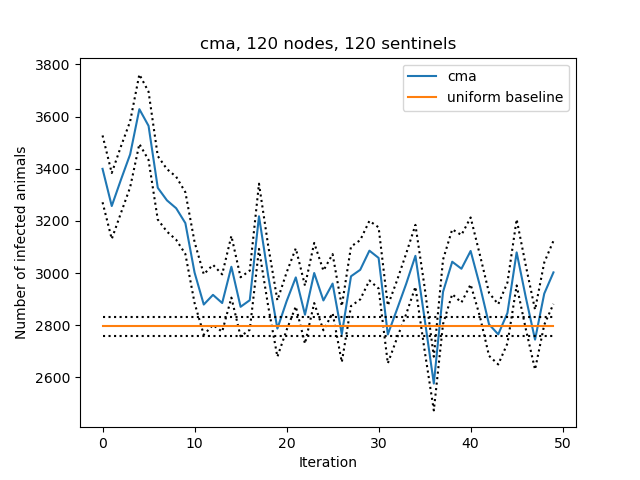 cma, 120 nodes, 120 sentinels
cma
uniform baseline
Number of infected animals
3800
3600
3400
3200
3000
2800
2600
0 10 20 30 40 50
Iteration